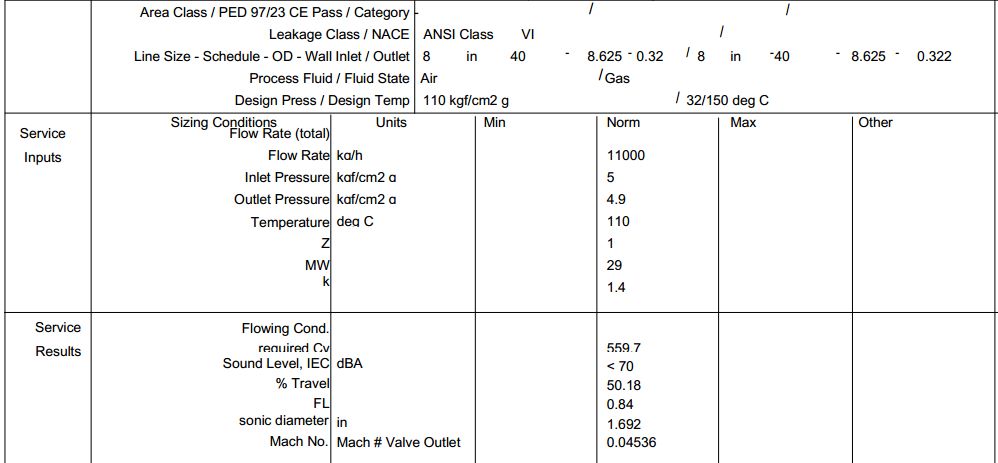 Area Class / PED 97/23 CE Pass / Category - / /
Leakage Class / NACE ANSI Class VI /
Line Size - Schedule - OD - Wall Inlet / Outlet 8 in 40 - 8.625 - 0.32 / 8 in -40 - 8.625 - 0.322
Process Fluid / Fluid State Air / Gas
Design Press / Design Temp 110 kgf/cm2 g / 32/150 deg C
Sizing Conditions Units Min Norm Max Other
Service Flow Rate (total)
Inputs Flow Rate kg/h 11000
Inlet Pressure kgf/cm2 g 5
Outlet Pressure kgf/cm2 g 4.9
Temperature deg C 110
Z 1
MW 29
k 1.4
Service Flowing Cond.
Results required Cv 559.7
Sound Level, IEC dBA < 70
% Travel 50.18
FL 0.84
sonic diameter in 1.692
Mach No. Mach # Valve Outlet 0.04536